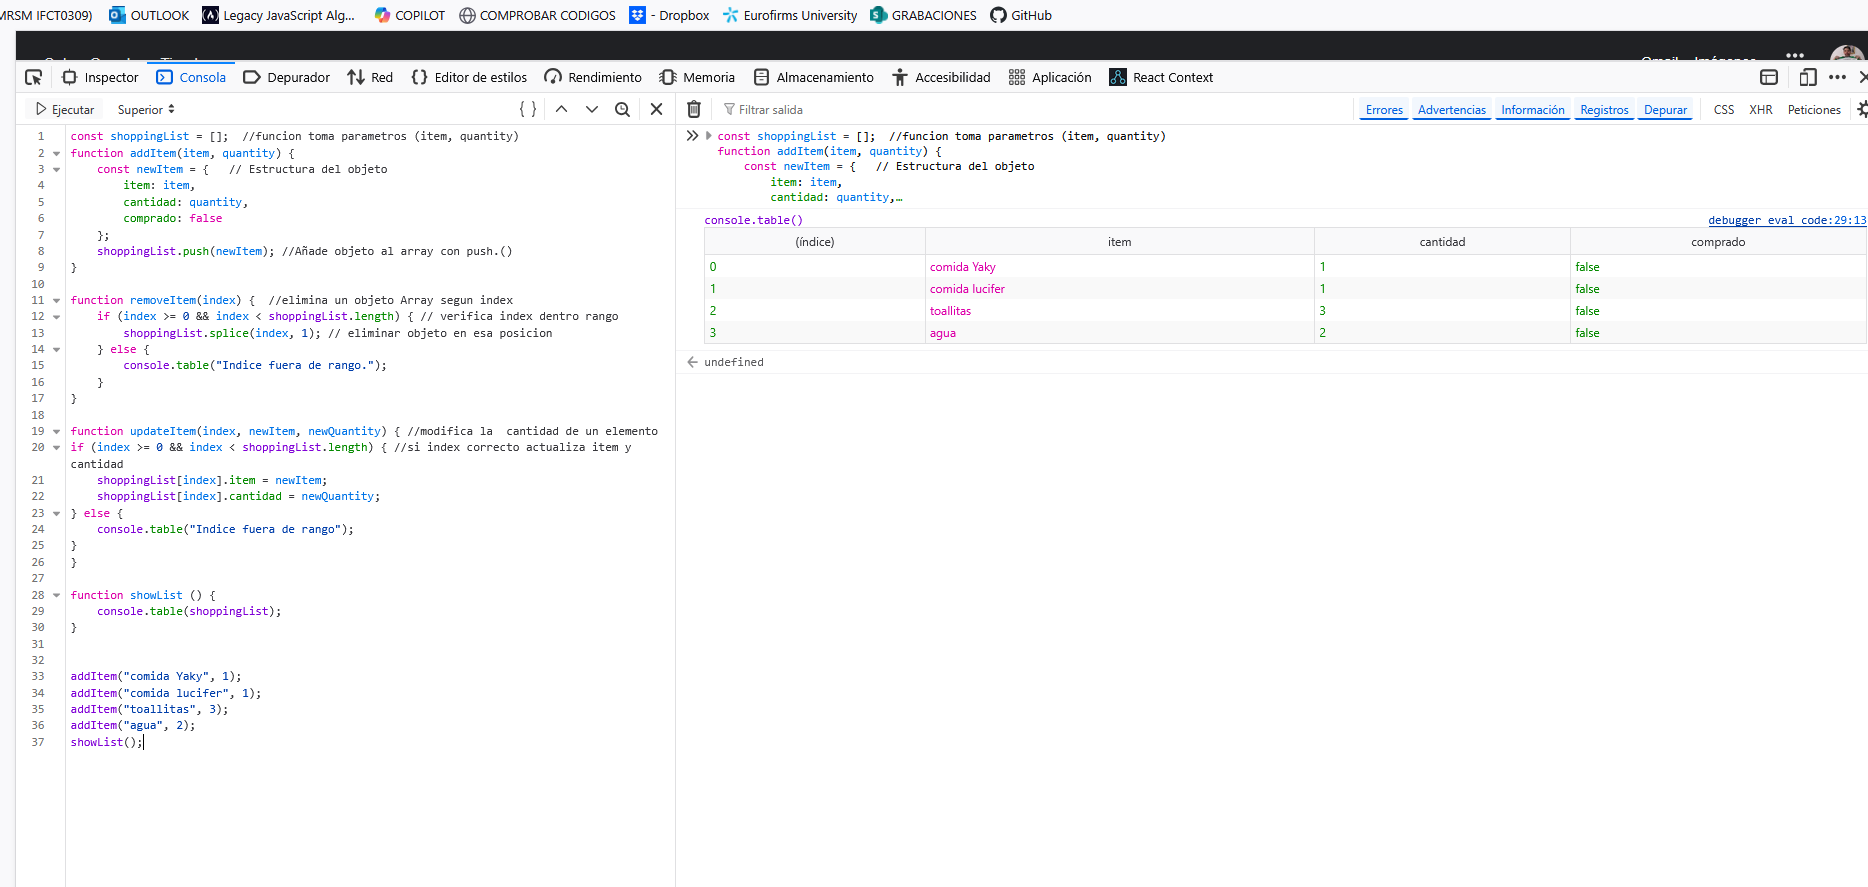 MRSM IFCT0309) OUTLOOK Legacy JavaScript Alg... COPILOT COMPROBAR CODIGOS - Dropbox Eurofirms University GRABACIONES GitHub
Inspector Consola Depurador Red Editor de estilos Rendimiento Memoria Almacenamiento Accesibilidad Aplicación React Context
Ejecutar Superior
Filtrar salida Errores Advertencias Información Registros Depurar CSS XHR Peticiones
1 const shoppingList = [];  //funcion toma parametros (item, quantity)
2 function addItem(item, quantity) {
3     const newItem = {   // Estructura del objeto
4         item: item,
5         cantidad: quantity,
6         comprado: false
7     };
8     shoppingList.push(newItem); //Añade objeto al array con push.()
9 }
10
11 function removeItem(index) {  //elimina un objeto Array segun index
12     if (index >= 0 && index < shoppingList.length) { // verifica index dentro rango
13         shoppingList.splice(index, 1); // eliminar objeto en esa posicion
14     } else {
15         console.table("Indice fuera de rango.");
16     }
17 }
18
19 function updateItem(index, newItem, newQuantity) { //modifica la  cantidad de un elemento
20 if (index >= 0 && index < shoppingList.length) { //si index correcto actualiza item y
cantidad
21     shoppingList[index].item = newItem;
22     shoppingList[index].cantidad = newQuantity;
23 } else {
24     console.table("Indice fuera de rango");
25 }
26 }
27
28 function showList () {
29     console.table(shoppingList);
30 }
31
32
33 addItem("comida Yaky", 1);
34 addItem("comida lucifer", 1);
35 addItem("toallitas", 3);
36 addItem("agua", 2);
37 showList();
const shoppingList = [];  //funcion toma parametros (item, quantity)
function addItem(item, quantity) {
    const newItem = {   // Estructura del objeto
        item: item,
        cantidad: quantity,…
console.table() debugger eval code:29:13
(índice) item cantidad comprado
0 comida Yaky 1 false
1 comida lucifer 1 false
2 toallitas 3 false
3 agua 2 false
undefined